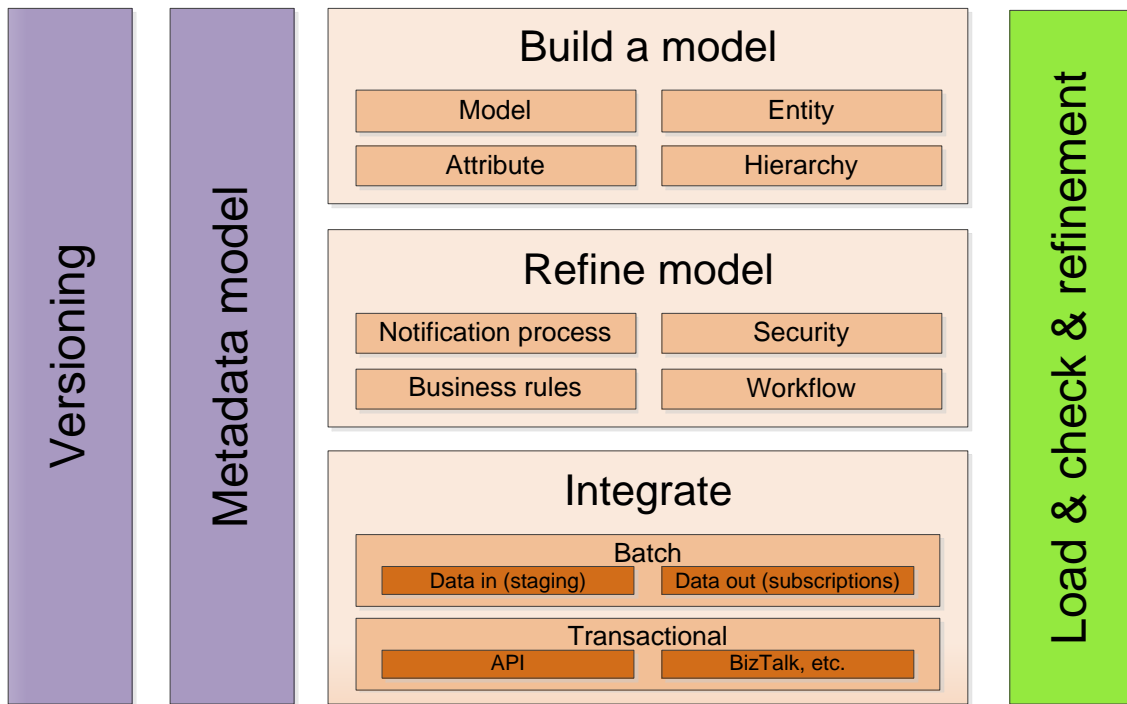 Versioning
Metadata model
Build a model
Model
Entity
Attribute
Hierarchy
Refine model
Notification process
Security
Business rules
Workflow
Integrate
Batch
Data in (staging)
Data out (subscriptions)
Transactional
API
BizTalk, etc.
Load & check & refinement